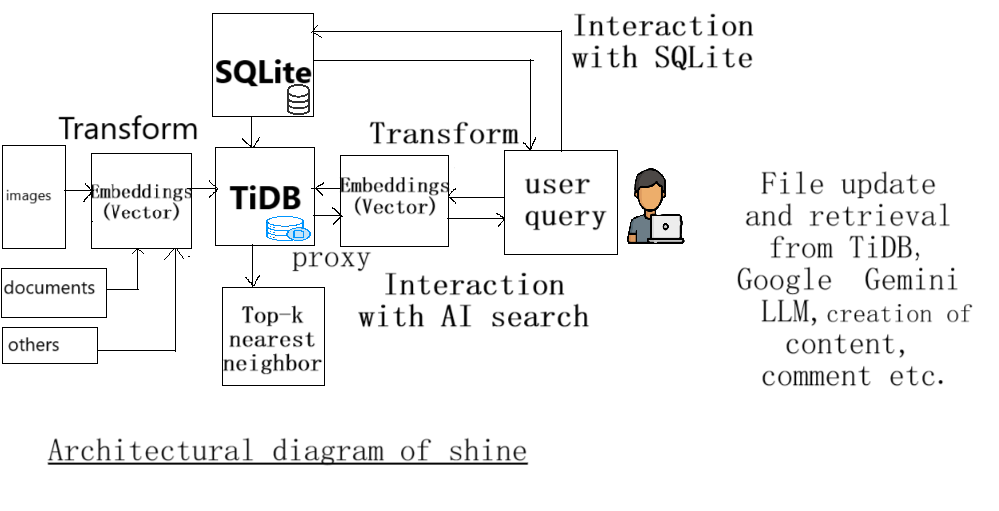 Interaction
with SQLite
SQLite
Transform
Transform
images
Embeddings
(Vector)
TiDB
Embeddings
(Vector)
user
query
proxy
documents
others
Top-k
nearest
neighbor
Interaction
with AI search
File update
and retrieval
from TiDB,
Google Gemini
LLM, creation of
content,
comment etc.
Architectural diagram of shine